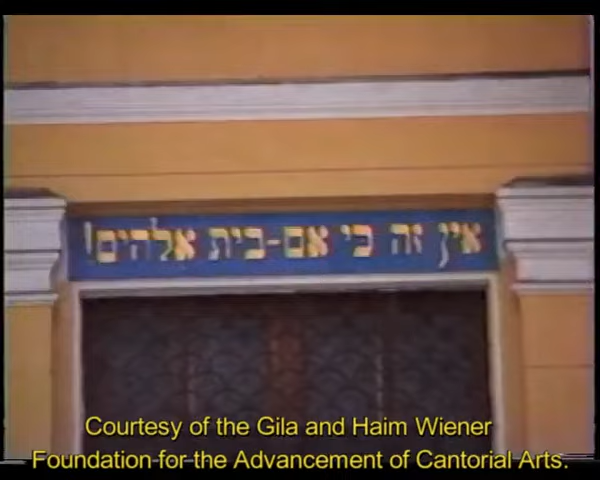 אין זה כי אם-בית אלהים!
Courtesy of the Gila and Haim Wiener
Foundation for the Advancement of Cantorial Arts.